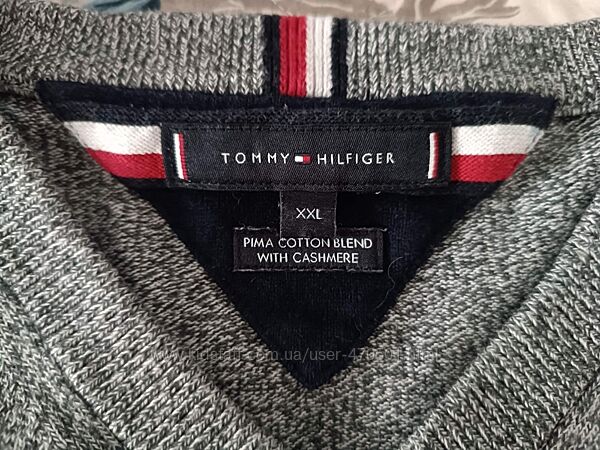 TOMMY HILFIGER
XXL
PIMA COTTON BLEND
WITH CASHMERE